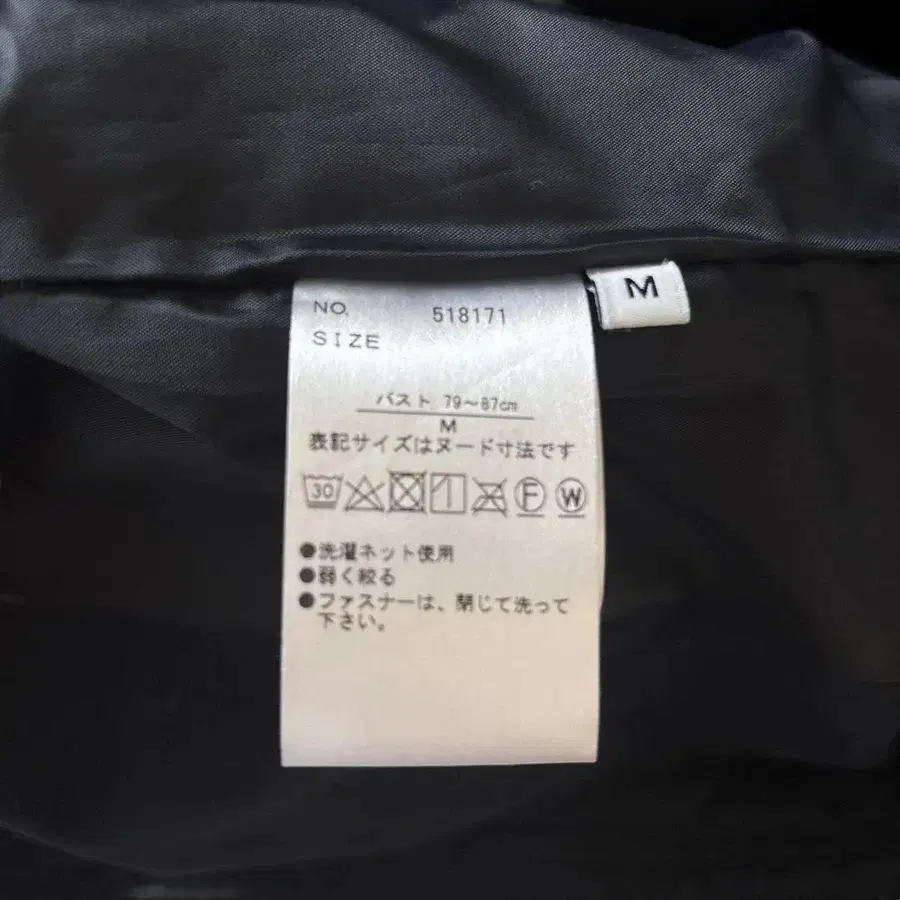 NO. 518171
SIZE
M
バスト 79～87cm
M
表記サイズはヌード寸法です
30 F W
●洗濯ネット使用
●弱く絞る
●ファスナーは、閉じて洗って
下さい。